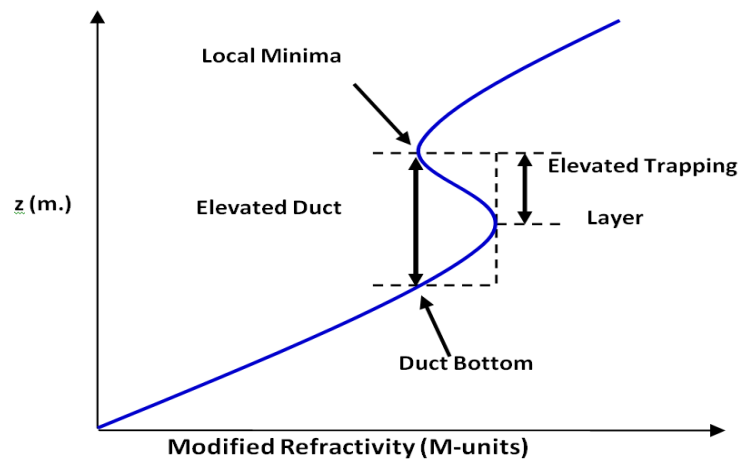 Local Minima
Elevated Trapping
z (m.)
Elevated Duct
Layer
Duct Bottom
Modified Refractivity (M-units)